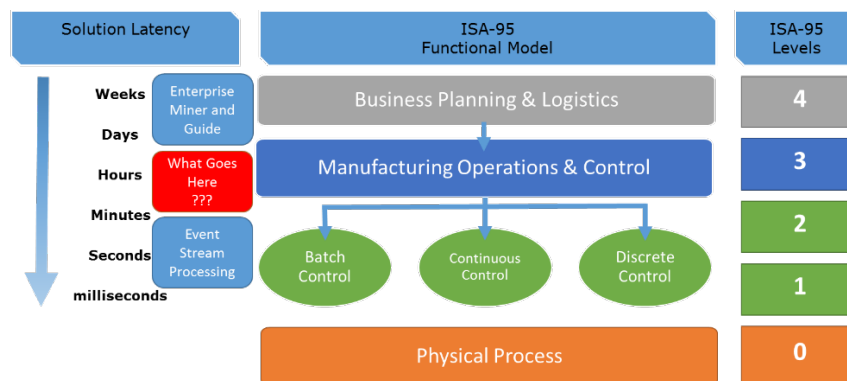 Solution Latency
ISA-95
Functional Model
ISA-95
Levels
Weeks
Days
Hours
Minutes
Seconds
milliseconds
Enterprise
Miner and
Guide
What Goes
Here
???
Event
Stream
Processing
Business Planning & Logistics
Manufacturing Operations & Control
Batch
Control
Continuous
Control
Discrete
Control
Physical Process
4
3
2
1
0